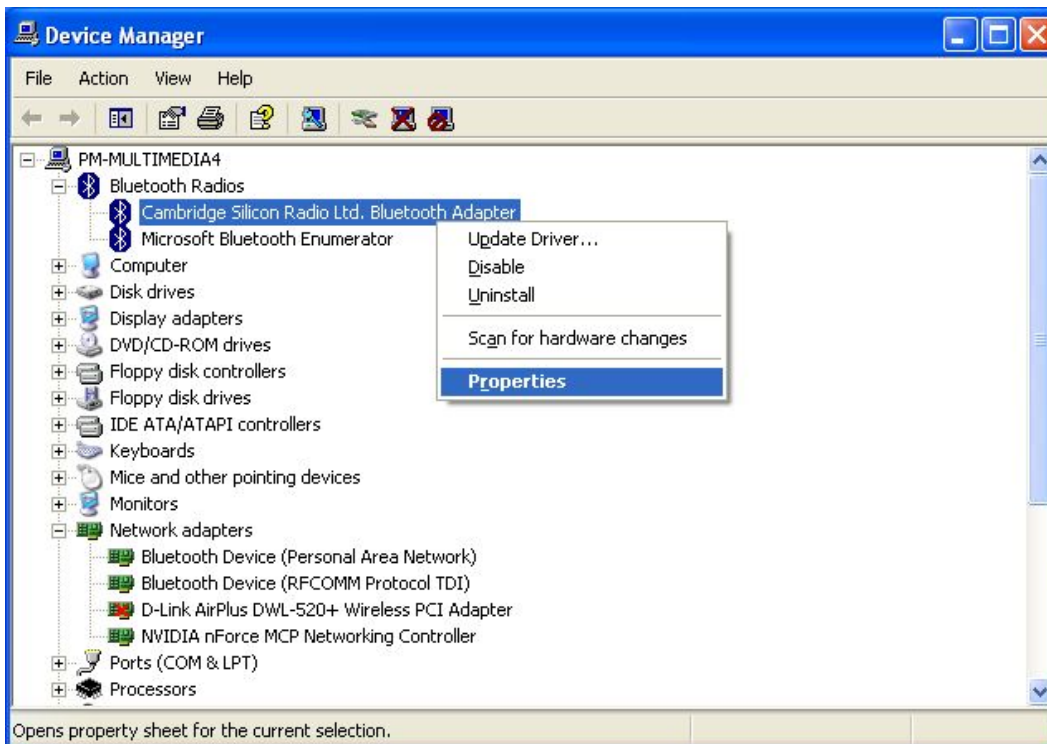 Device Manager
File Action View Help
PM-MULTIMEDIA4
Bluetooth Radios
Cambridge Silicon Radio Ltd. Bluetooth Adapter
Microsoft Bluetooth Enumerator
Update Driver...
Computer
Disable
Disk drives
Uninstall
Display adapters
Scan for hardware changes
DVD/CD-ROM drives
Floppy disk controllers
Properties
Floppy disk drives
IDE ATA/ATAPI controllers
Keyboards
Mice and other pointing devices
Monitors
Network adapters
Bluetooth Device (Personal Area Network)
Bluetooth Device (RFCOMM Protocol TDI)
D-Link AirPlus DWL-520+ Wireless PCI Adapter
NVIDIA nForce MCP Networking Controller
Ports (COM & LPT)
Processors
Opens property sheet for the current selection.